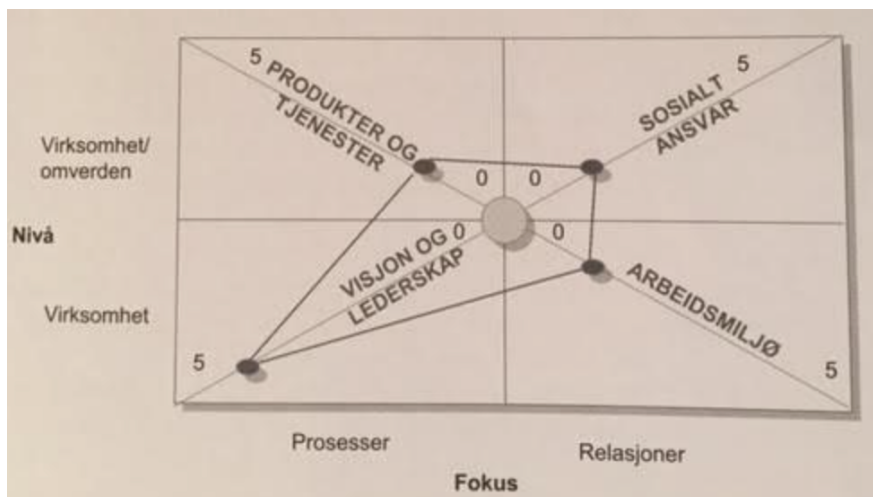 5
PRODUKTER OG
TJENESTER
5
SOSIALT
ANSVAR
Virksomhet/
omverden
0
0
Nivå
0
0
VISJON OG
LEDERSKAP
ARBEIDSMILJØ
Virksomhet
5
5
Prosesser
Relasjoner
Fokus